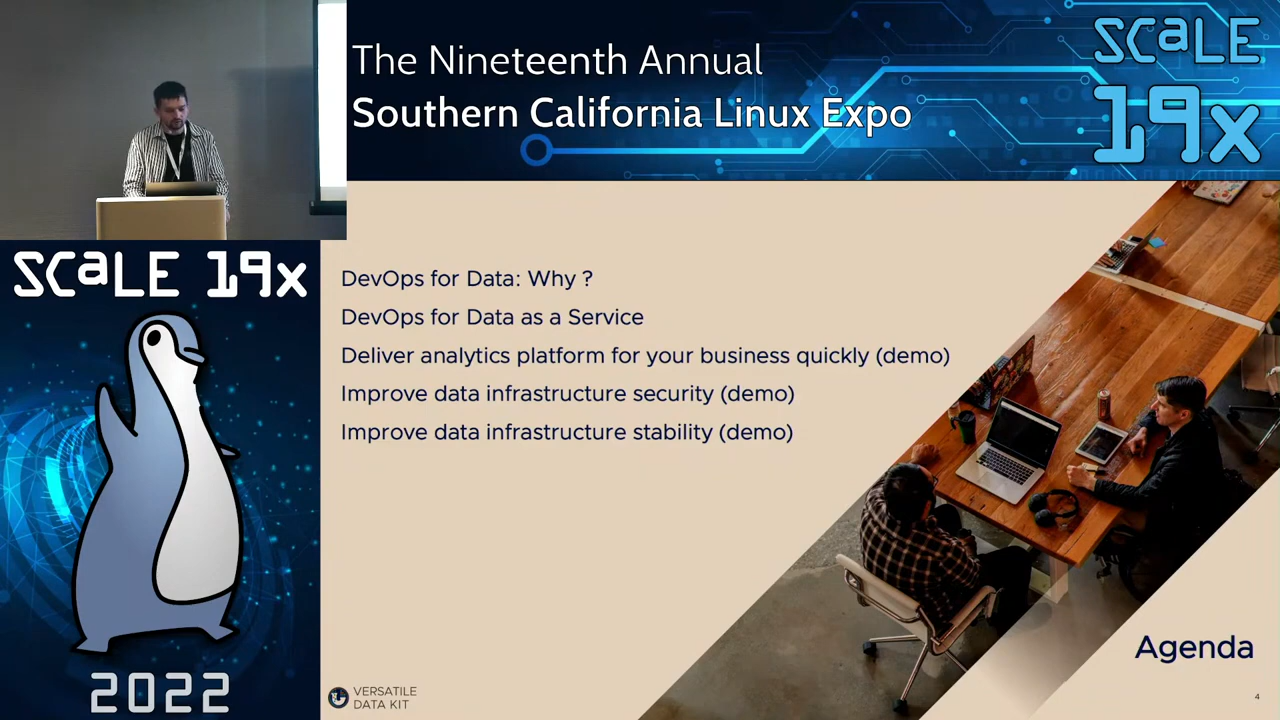 The Nineteenth Annual
Southern California Linux Expo
SCaLE
19x
SCaLE 19x
2022
DevOps for Data: Why ?
DevOps for Data as a Service
Deliver analytics platform for your business quickly (demo)
Improve data infrastructure security (demo)
Improve data infrastructure stability (demo)
Agenda
VERSATILE
DATA KIT
4